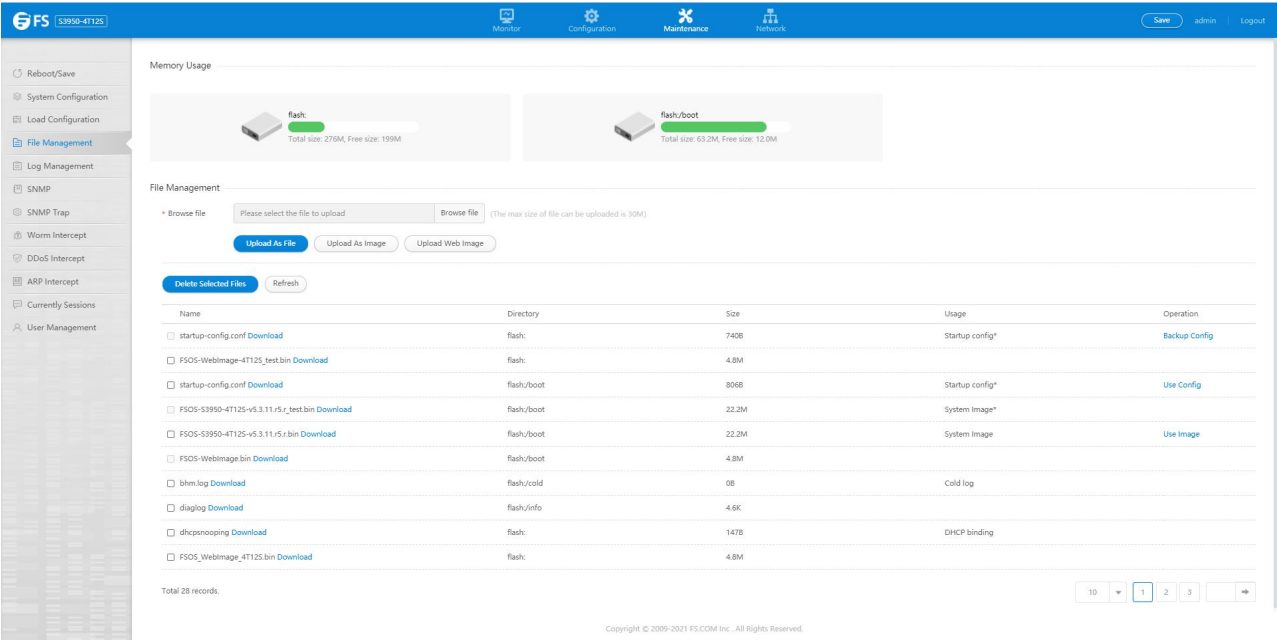 FS S3950-4T12S
Monitor
Configuration
Maintenance
Network
Save admin Logout
Reboot/Save
System Configuration
Load Configuration
File Management
Log Management
SNMP
SNMP Trap
Worm Intercept
DDoS Intercept
ARP Intercept
Currently Sessions
User Management
Memory Usage
flash:
Total size: 276M, Free size: 199M
flash:/boot
Total size: 63.2M, Free size: 12.0M
File Management
* Browse file Please select the file to upload Browse file (The max size of file can be uploaded is 30M)
Upload As File Upload As Image Upload Web Image
Delete Selected Files Refresh
Name Directory Size Usage Operation
startup-config.conf Download flash: 740B Startup config* Backup Config
FSOS-WebImage-4T12S_test.bin Download flash: 4.8M
startup-config.conf Download flash:/boot 806B Startup config* Use Config
FSOS-S3950-4T12S-v5.3.11.r5.r_test.bin Download flash:/boot 22.2M System Image*
FSOS-S3950-4T12S-v5.3.11.r5.r.bin Download flash:/boot 22.2M System Image Use Image
FSOS-WebImage.bin Download flash:/boot 4.8M
bhm.log Download flash:/cold 0B Cold log
diaglog Download flash:/info 4.6K
dhcpsnooping Download flash: 147B DHCP binding
FSOS_WebImage_4T12S.bin Download flash: 4.8M
Total 28 records. 10 1 2 3
Copyright © 2009-2021 FS.COM Inc . All Rights Reserved.